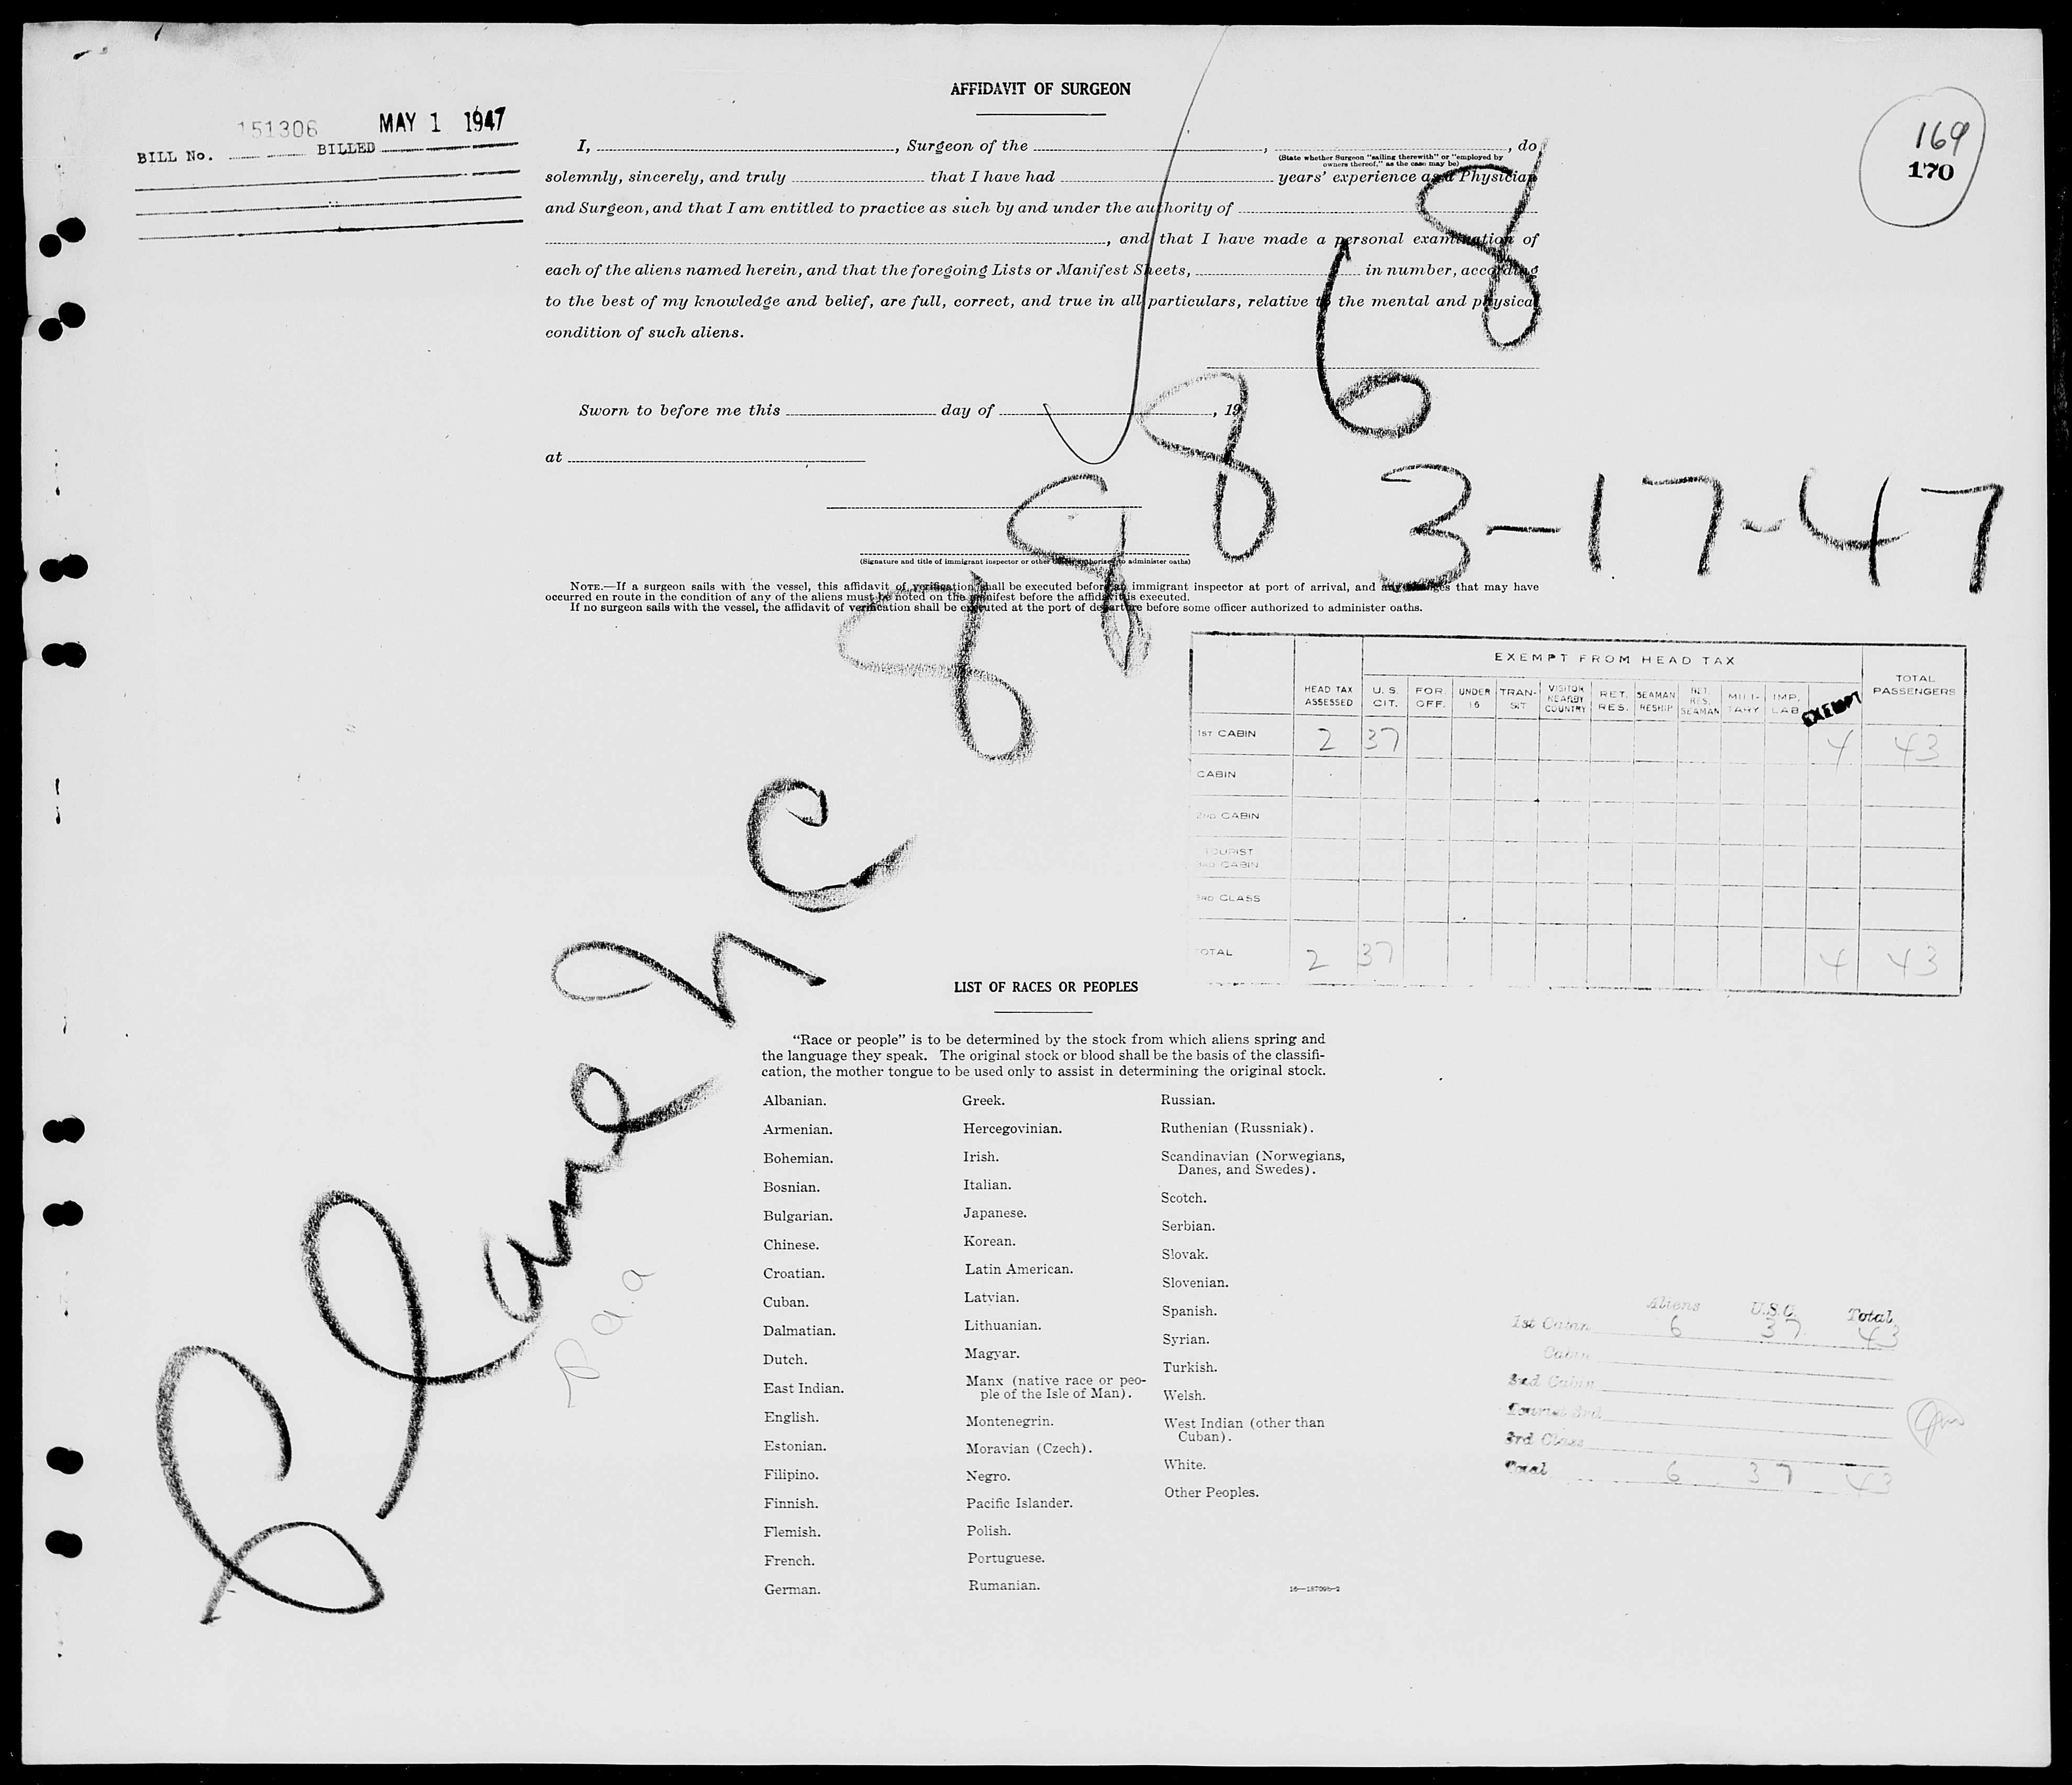 AFFIDAVIT OF SURGEON
151306 MAY 1 1947
BILL No. BILLED
169
170
I, , Surgeon of the , , do
(State whether Surgeon "sailing therewith" or "employed by
owners thereof," as the case may be)
solemnly, sincerely, and truly that I have had years' experience as a Physician
and Surgeon, and that I am entitled to practice as such by and under the authority of
, and that I have made a personal examination of
each of the aliens named herein, and that the foregoing Lists or Manifest Sheets, in number, according
to the best of my knowledge and belief, are full, correct, and true in all particulars, relative to the mental and physical
condition of such aliens.
Sworn to before me this day of , 19
at
(Signature and title of immigrant inspector or other officer authorized to administer oaths)
NOTE.—If a surgeon sails with the vessel, this affidavit of verification shall be executed before an immigrant inspector at port of arrival, and any changes that may have
occurred en route in the condition of any of the aliens must be noted on the manifest before the affidavit is executed.
If no surgeon sails with the vessel, the affidavit of verification shall be executed at the port of departure before some officer authorized to administer oaths.
3-17-47
NC 88868
EXEMPT FROM HEAD TAX
HEAD TAX ASSESSED U. S. CIT. FOR. OFF. UNDER 16 TRAN-SIT VISITOR NEARBY COUNTRY RET. RES. SEAMAN RESHIP RET. RES. SEAMAN MILI-TARY IMP. LAB. EXEMPT TOTAL PASSENGERS
1ST CABIN 2 37 4 43
CABIN
2ND CABIN
TOURIST
3RD CABIN
3RD CLASS
TOTAL 2 37 4 43
LIST OF RACES OR PEOPLES
"Race or people" is to be determined by the stock from which aliens spring and
the language they speak. The original stock or blood shall be the basis of the classifi-
cation, the mother tongue to be used only to assist in determining the original stock.
Albanian.
Armenian.
Bohemian.
Bosnian.
Bulgarian.
Chinese.
Croatian.
Cuban.
Dalmatian.
Dutch.
East Indian.
English.
Estonian.
Filipino.
Finnish.
Flemish.
French.
German.
Greek.
Hercegovinian.
Irish.
Italian.
Japanese.
Korean.
Latin American.
Latvian.
Lithuanian.
Magyar.
Manx (native race or peo-
ple of the Isle of Man).
Montenegrin.
Moravian (Czech).
Negro.
Pacific Islander.
Polish.
Portuguese.
Rumanian.
Russian.
Ruthenian (Russniak).
Scandinavian (Norwegians,
Danes, and Swedes).
Scotch.
Serbian.
Slovak.
Slovenian.
Spanish.
Syrian.
Turkish.
Welsh.
West Indian (other than
Cuban).
White.
Other Peoples.
Plane
Paa
Aliens U.S.C. Total
1st Cabin 6 37 43
Cabin
2nd Cabin
Tourist 3rd
3rd Class
Total 6 37 43